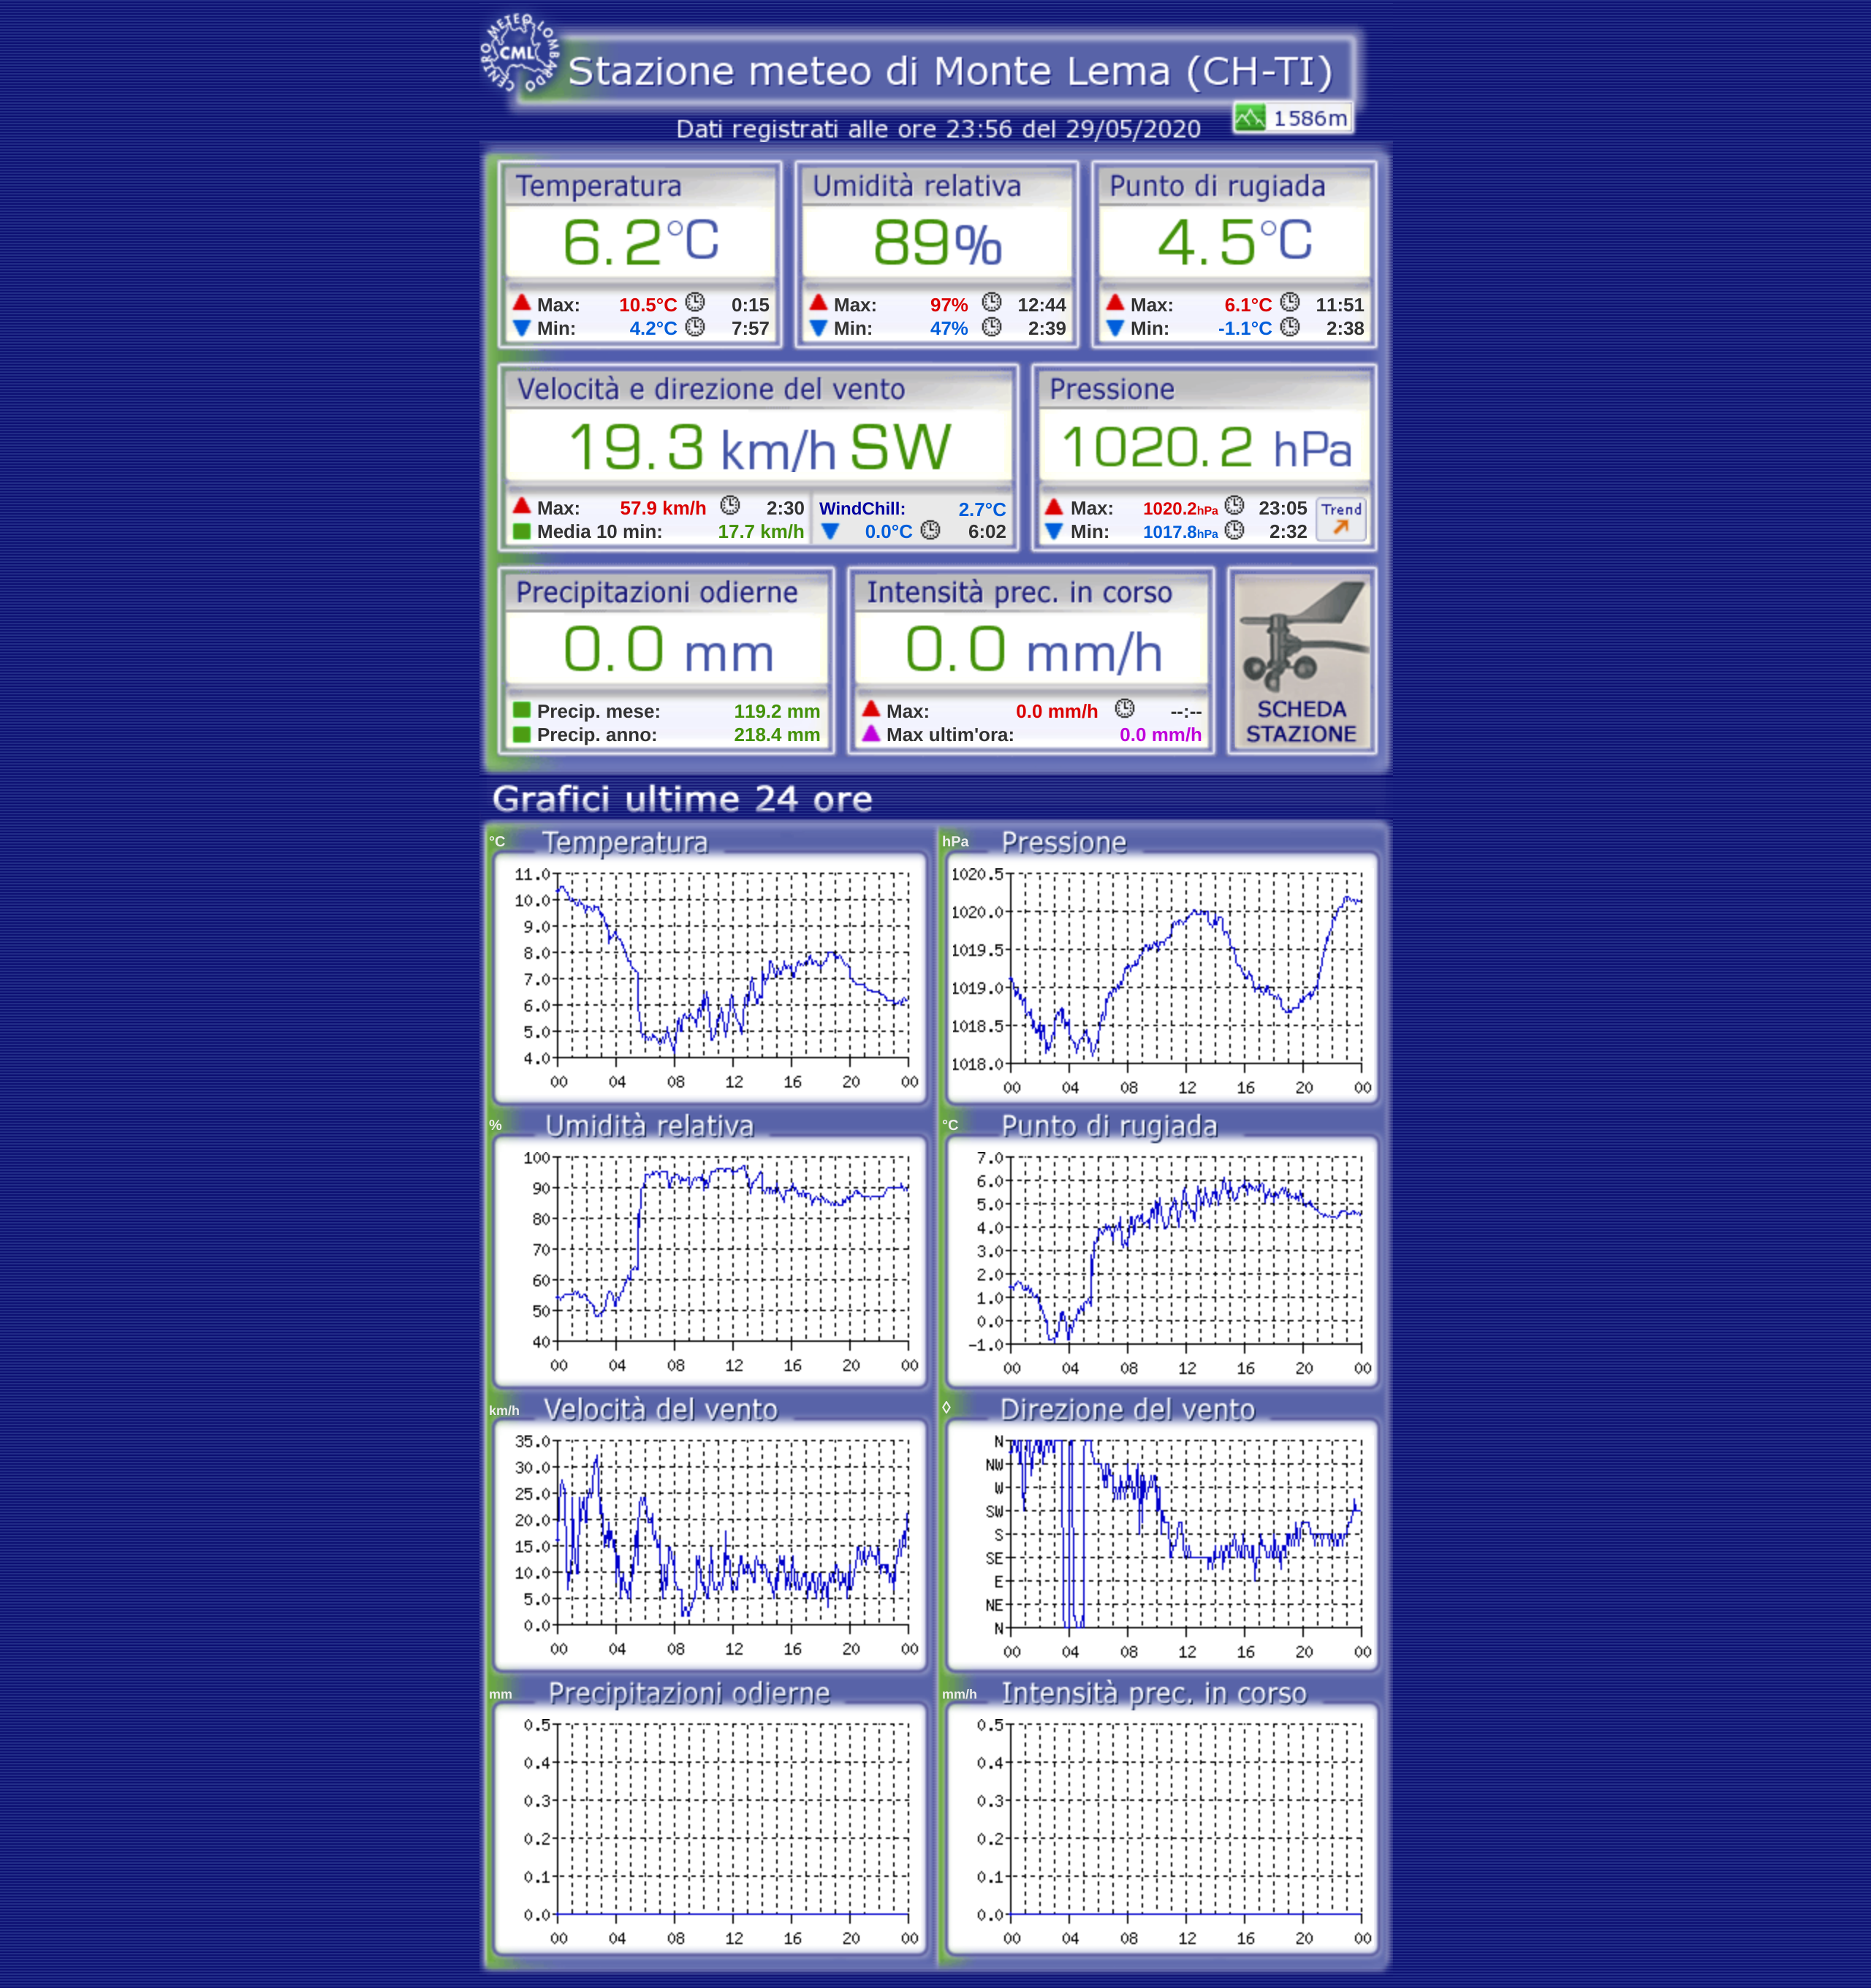 CENTRO METEO LOMBARDO
CML
Stazione meteo di Monte Lema (CH-TI)
1586m
Dati registrati alle ore 23:56 del 29/05/2020
Temperatura
6.2°C
Max: 10.5°C 0:15
Min: 4.2°C 7:57
Umidità relativa
89%
Max: 97% 12:44
Min: 47% 2:39
Punto di rugiada
4.5°C
Max: 6.1°C 11:51
Min: -1.1°C 2:38
Velocità e direzione del vento
19.3 km/h SW
Max: 57.9 km/h 2:30
Media 10 min: 17.7 km/h
WindChill: 2.7°C
0.0°C 6:02
Pressione
1020.2 hPa
Max: 1020.2hPa 23:05
Min: 1017.8hPa 2:32
Trend
Precipitazioni odierne
0.0 mm
Precip. mese: 119.2 mm
Precip. anno: 218.4 mm
Intensità prec. in corso
0.0 mm/h
Max: 0.0 mm/h --:--
Max ultim'ora: 0.0 mm/h
SCHEDA
STAZIONE
Grafici ultime 24 ore
°C Temperatura
11.0
10.0
9.0
8.0
7.0
6.0
5.0
4.0
00 04 08 12 16 20 00
hPa Pressione
1020.5
1020.0
1019.5
1019.0
1018.5
1018.0
00 04 08 12 16 20 00
% Umidità relativa
100
90
80
70
60
50
40
00 04 08 12 16 20 00
°C Punto di rugiada
7.0
6.0
5.0
4.0
3.0
2.0
1.0
0.0
-1.0
00 04 08 12 16 20 00
km/h Velocità del vento
35.0
30.0
25.0
20.0
15.0
10.0
5.0
0.0
00 04 08 12 16 20 00
◊ Direzione del vento
N
NW
W
SW
S
SE
E
NE
N
00 04 08 12 16 20 00
mm Precipitazioni odierne
0.5
0.4
0.3
0.2
0.1
0.0
00 04 08 12 16 20 00
mm/h Intensità prec. in corso
0.5
0.4
0.3
0.2
0.1
0.0
00 04 08 12 16 20 00